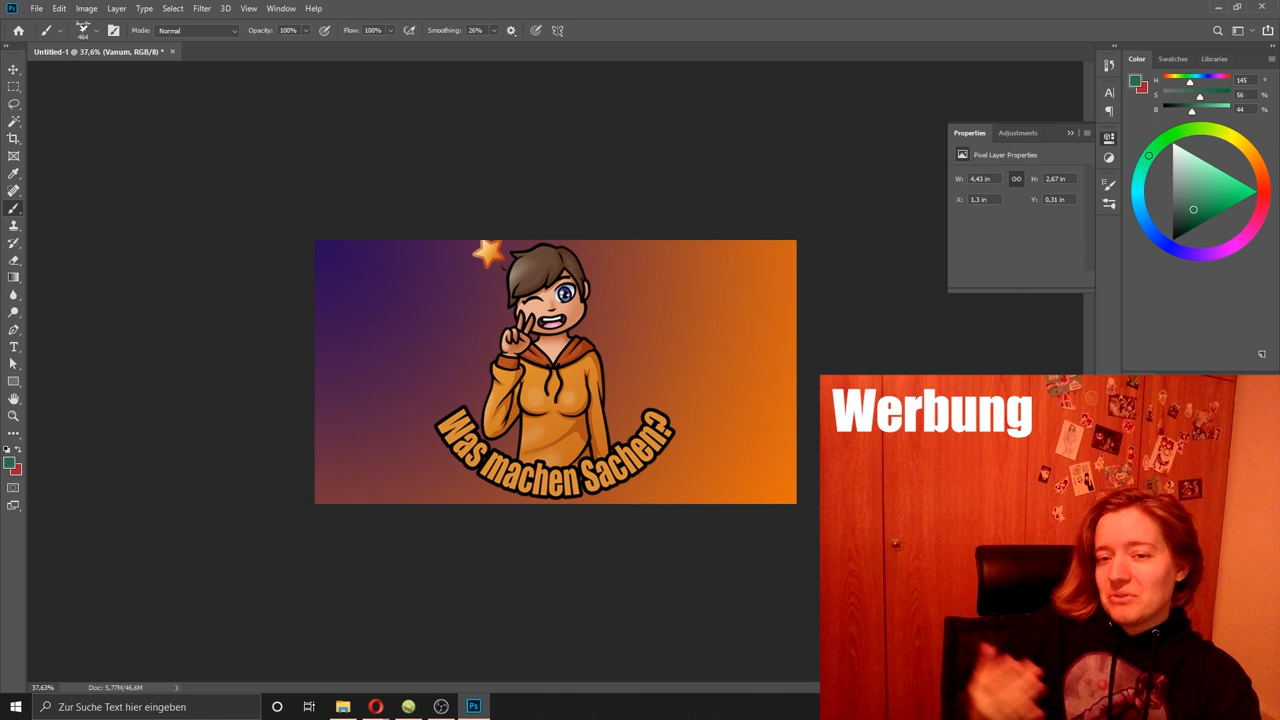 File Edit Image Layer Type Select Filter 3D View Window Help
464 Mode: Normal Opacity: 100% Flow: 100% Smoothing: 26%
Untitled-1 @ 37,6% (Vanum, RGB/8) *
Color Swatches Libraries
H 145 °
S 56 %
B 44 %
Properties Adjustments
Pixel Layer Properties
W: 4,43 in H: 2,67 in
X: 1,3 in Y: 0,31 in
Was machen Sachen?
Werbung
37,63% Doc: 5,77M/46,6M
Zur Suche Text hier eingeben
Ps